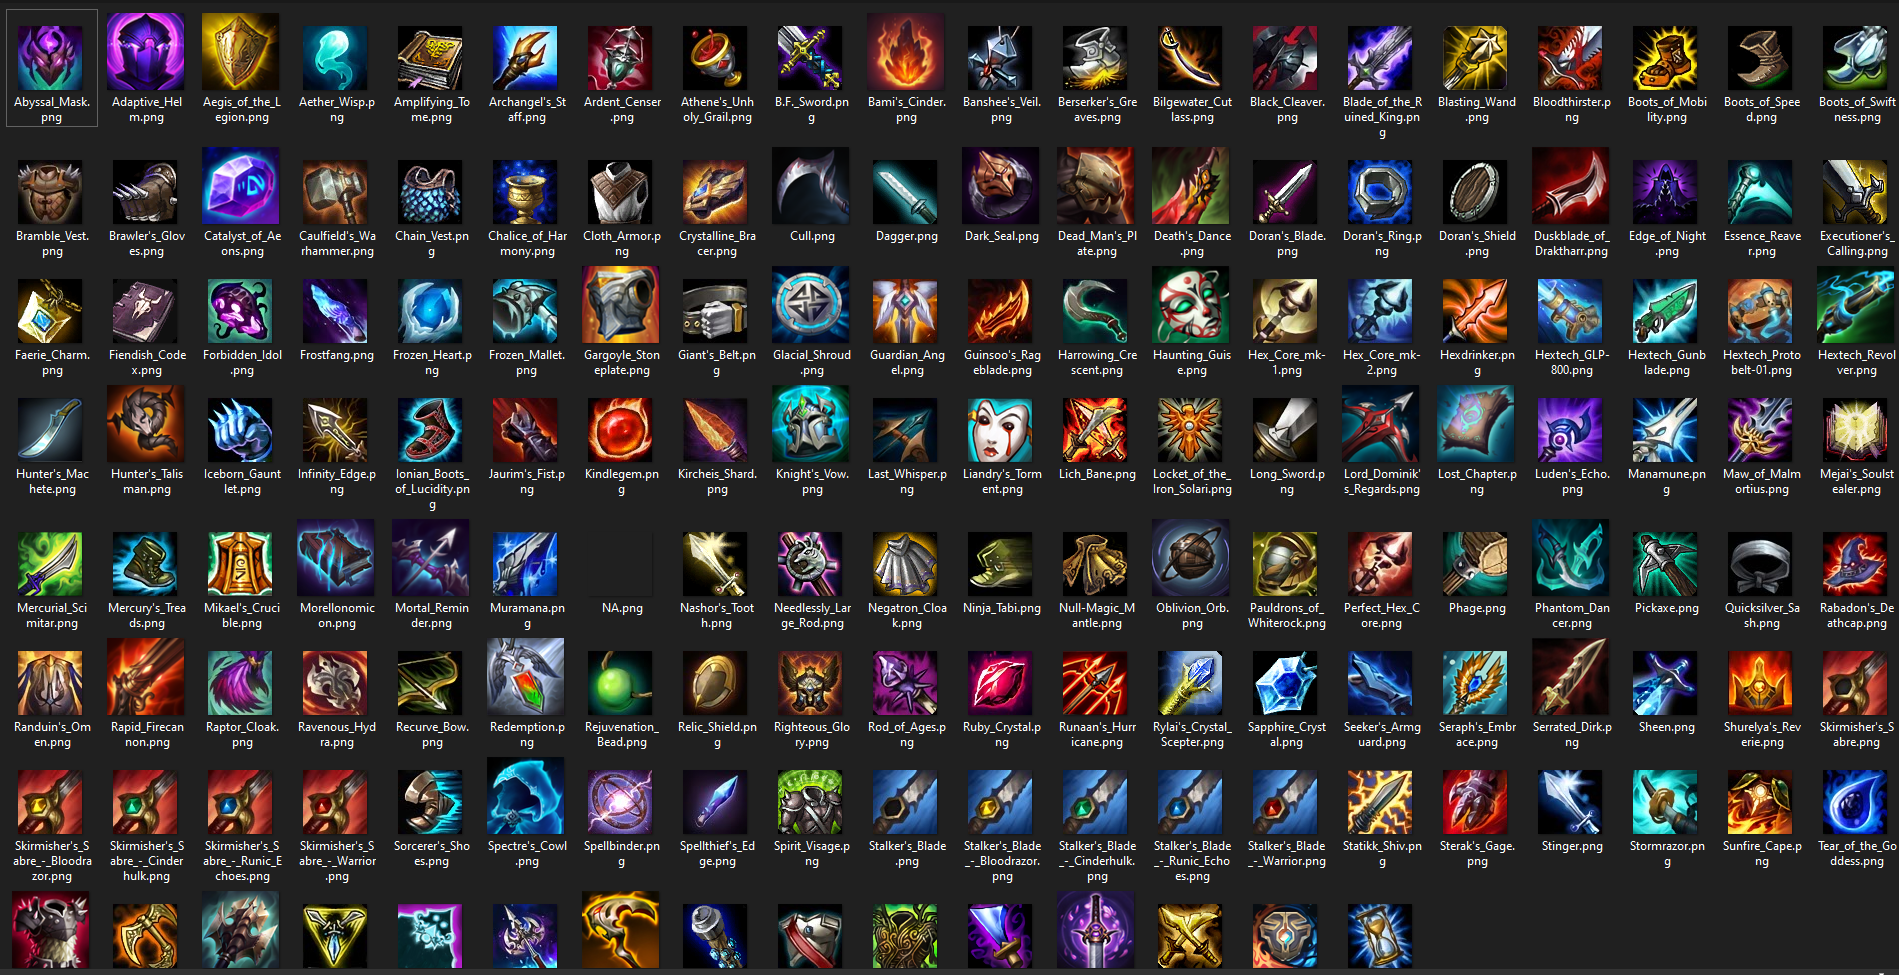 Abyssal_Mask.
png
Adaptive_Hel
m.png
Aegis_of_the_L
egion.png
Aether_Wisp.p
ng
Amplifying_To
me.png
Archangel's_St
aff.png
Ardent_Censer
.png
Athene's_Unh
oly_Grail.png
B.F._Sword.pn
g
Bami's_Cinder.
png
Banshee's_Veil.
png
Berserker's_Gre
aves.png
Bilgewater_Cut
lass.png
Black_Cleaver.
png
Blade_of_the_R
uined_King.pn
g
Blasting_Wand
.png
Bloodthirster.p
ng
Boots_of_Mobi
lity.png
Boots_of_Spee
d.png
Boots_of_Swift
ness.png
Bramble_Vest.
png
Brawler's_Glov
es.png
Catalyst_of_Ae
ons.png
Caulfield's_Wa
rhammer.png
Chain_Vest.pn
g
Chalice_of_Har
mony.png
Cloth_Armor.p
ng
Crystalline_Bra
cer.png
Cull.png
Dagger.png
Dark_Seal.png
Dead_Man's_Pl
ate.png
Death's_Dance
.png
Doran's_Blade.
png
Doran's_Ring.p
ng
Doran's_Shield
.png
Duskblade_of_
Draktharr.png
Edge_of_Night
.png
Essence_Reave
r.png
Executioner's_
Calling.png
Faerie_Charm.
png
Fiendish_Code
x.png
Forbidden_Idol
.png
Frostfang.png
Frozen_Heart.p
ng
Frozen_Mallet.
png
Gargoyle_Ston
eplate.png
Giant's_Belt.pn
g
Glacial_Shroud
.png
Guardian_Ang
el.png
Guinsoo's_Rag
eblade.png
Harrowing_Cre
scent.png
Haunting_Guis
e.png
Hex_Core_mk-
1.png
Hex_Core_mk-
2.png
Hexdrinker.pn
g
Hextech_GLP-
800.png
Hextech_Gunb
lade.png
Hextech_Proto
belt-01.png
Hextech_Revol
ver.png
Hunter's_Mac
hete.png
Hunter's_Talis
man.png
Iceborn_Gaunt
let.png
Infinity_Edge.p
ng
Ionian_Boots_
of_Lucidity.pn
g
Jaurim's_Fist.p
ng
Kindlegem.pn
g
Kircheis_Shard.
png
Knight's_Vow.
png
Last_Whisper.p
ng
Liandry's_Torm
ent.png
Lich_Bane.png
Locket_of_the_
Iron_Solari.png
Long_Sword.p
ng
Lord_Dominik'
s_Regards.png
Lost_Chapter.p
ng
Luden's_Echo.
png
Manamune.pn
g
Maw_of_Malm
ortius.png
Mejai's_Soulst
ealer.png
Mercurial_Sci
mitar.png
Mercury's_Trea
ds.png
Mikael's_Cruci
ble.png
Morellonomic
on.png
Mortal_Remin
der.png
Muramana.pn
g
NA.png
Nashor's_Toot
h.png
Needlessly_Lar
ge_Rod.png
Negatron_Cloa
k.png
Ninja_Tabi.png
Null-Magic_M
antle.png
Oblivion_Orb.
png
Pauldrons_of_
Whiterock.png
Perfect_Hex_C
ore.png
Phage.png
Phantom_Dan
cer.png
Pickaxe.png
Quicksilver_Sa
sh.png
Rabadon's_De
athcap.png
Randuin's_Om
en.png
Rapid_Firecan
non.png
Raptor_Cloak.
png
Ravenous_Hyd
ra.png
Recurve_Bow.
png
Redemption.p
ng
Rejuvenation_
Bead.png
Relic_Shield.pn
g
Righteous_Glo
ry.png
Rod_of_Ages.p
ng
Ruby_Crystal.p
ng
Runaan's_Hurr
icane.png
Rylai's_Crystal_
Scepter.png
Sapphire_Cryst
al.png
Seeker's_Armg
uard.png
Seraph's_Embr
ace.png
Serrated_Dirk.p
ng
Sheen.png
Shurelya's_Rev
erie.png
Skirmisher's_S
abre.png
Skirmisher's_S
abre_-_Bloodra
zor.png
Skirmisher's_S
abre_-_Cinder
hulk.png
Skirmisher's_S
abre_-_Runic_E
choes.png
Skirmisher's_S
abre_-_Warrior
.png
Sorcerer's_Sho
es.png
Spectre's_Cowl
.png
Spellbinder.pn
g
Spellthief's_Ed
ge.png
Spirit_Visage.p
ng
Stalker's_Blade
.png
Stalker's_Blade
_-_Bloodrazor.
png
Stalker's_Blade
_-_Cinderhulk.
png
Stalker's_Blade
_-_Runic_Echo
es.png
Stalker's_Blade
_-_Warrior.png
Statikk_Shiv.pn
g
Sterak's_Gage.
png
Stinger.png
Stormrazor.pn
g
Sunfire_Cape.p
ng
Tear_of_the_Go
ddess.png